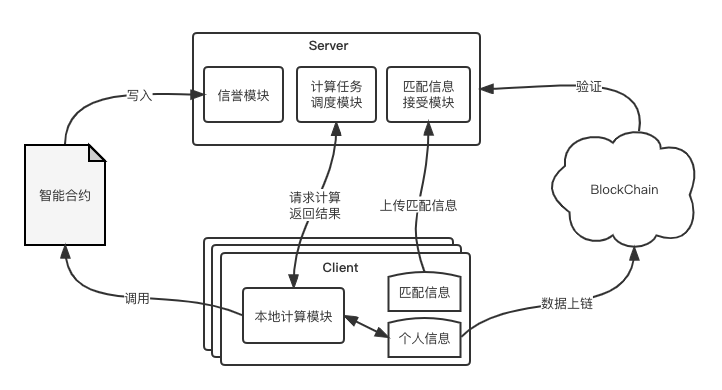 Server
信誉模块
计算任务
调度模块
匹配信息
接受模块
写入
验证
智能合约
请求计算
返回结果
上传匹配信息
BlockChain
Client
调用
本地计算模块
匹配信息
个人信息
数据上链